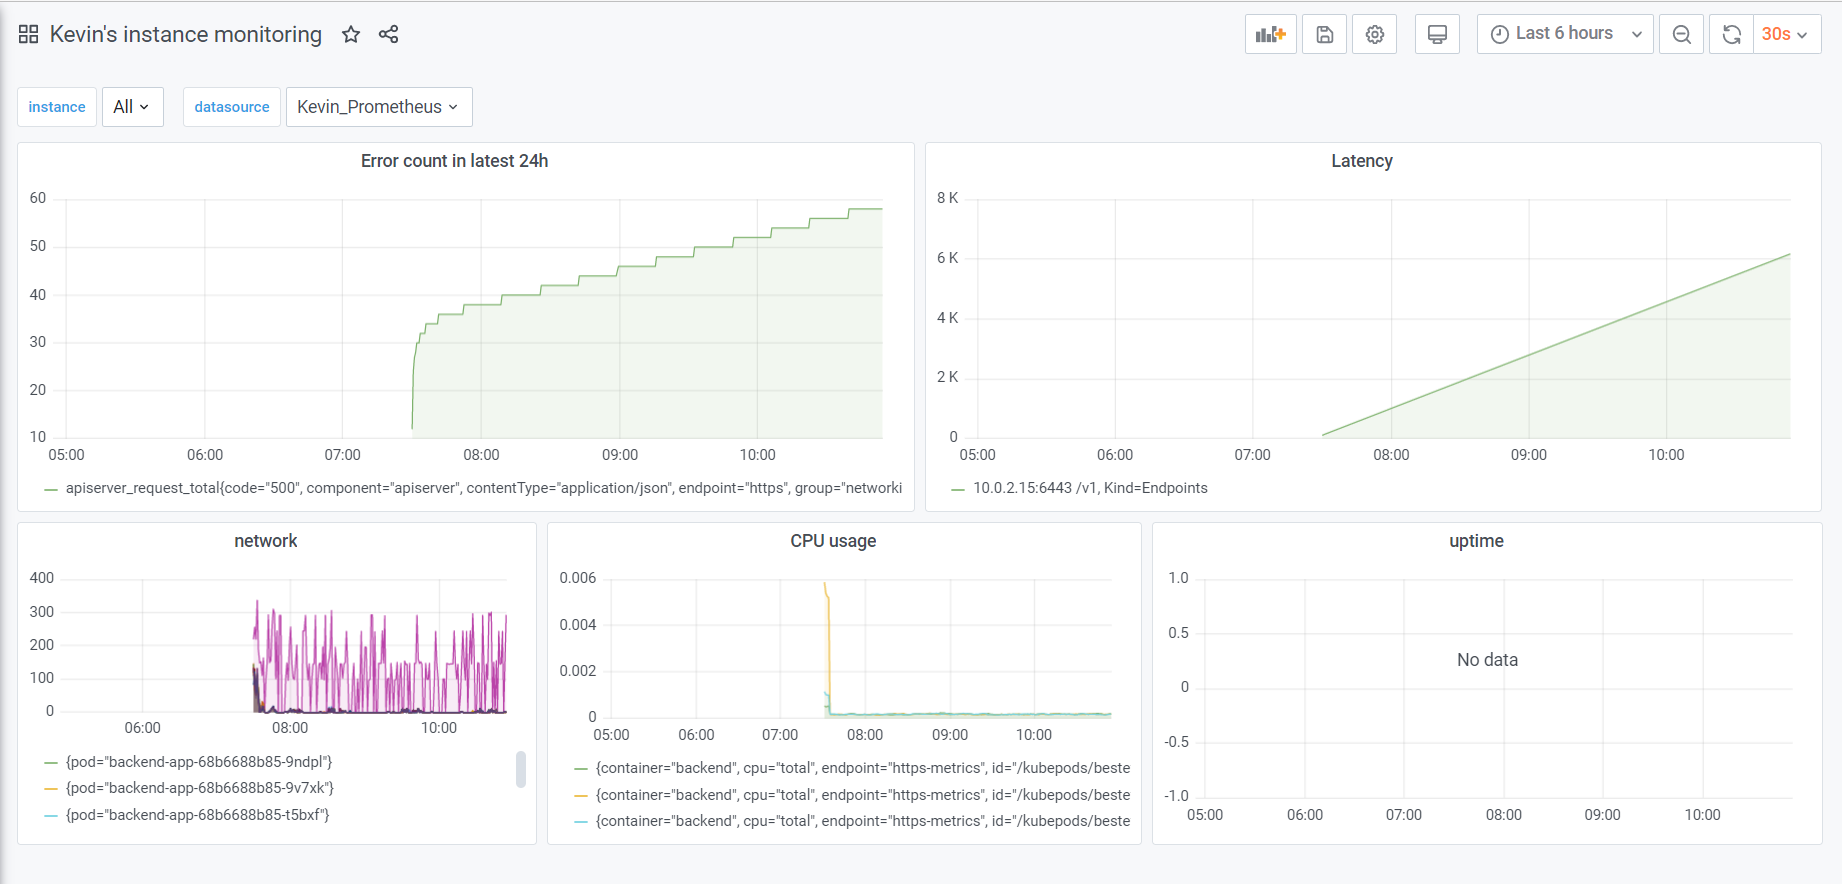 Kevin's instance monitoring
Last 6 hours
30s
instance All datasource Kevin_Prometheus
Error count in latest 24h
60
50
40
30
20
10
05:00 06:00 07:00 08:00 09:00 10:00
apiserver_request_total{code="500", component="apiserver", contentType="application/json", endpoint="https", group="networki
Latency
8 K
6 K
4 K
2 K
0
05:00 06:00 07:00 08:00 09:00 10:00
10.0.2.15:6443 /v1, Kind=Endpoints
network
400
300
200
100
0
06:00 08:00 10:00
{pod="backend-app-68b6688b85-9ndpl"}
{pod="backend-app-68b6688b85-9v7xk"}
{pod="backend-app-68b6688b85-t5bxf"}
CPU usage
0.006
0.004
0.002
0
05:00 06:00 07:00 08:00 09:00 10:00
{container="backend", cpu="total", endpoint="https-metrics", id="/kubepods/beste
{container="backend", cpu="total", endpoint="https-metrics", id="/kubepods/beste
{container="backend", cpu="total", endpoint="https-metrics", id="/kubepods/beste
uptime
1.0
0.5
0
-0.5
-1.0
No data
05:00 06:00 07:00 08:00 09:00 10:00